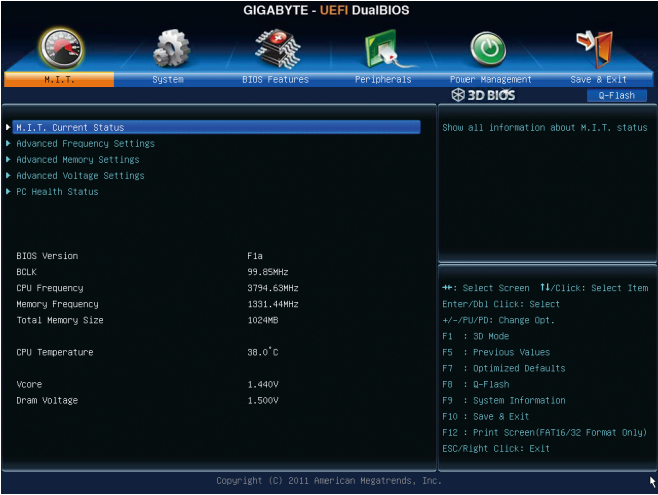 GIGABYTE - UEFI DualBIOS
M.I.T.
System
BIOS Features
Peripherals
Power Management
Save & Exit
3D BIOS
Q-Flash
M.I.T. Current Status
Advanced Frequency Settings
Advanced Memory Settings
Advanced Voltage Settings
PC Health Status
Show all information about M.I.T. status
BIOS Version F1a
BCLK 99.85MHz
CPU Frequency 3794.63MHz
Memory Frequency 1331.44MHz
Total Memory Size 1024MB
CPU Temperature 38.0°C
Vcore 1.440V
Dram Voltage 1.500V
→←: Select Screen ↑↓/Click: Select Item
Enter/Dbl Click: Select
+/-/PU/PD: Change Opt.
F1 : 3D Mode
F5 : Previous Values
F7 : Optimized Defaults
F8 : Q-Flash
F9 : System Information
F10 : Save & Exit
F12 : Print Screen(FAT16/32 Format Only)
ESC/Right Click: Exit
Copyright (C) 2011 American Megatrends, Inc.